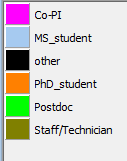 Co-PI
MS_student
other
PhD_student
Postdoc
Staff/Technician